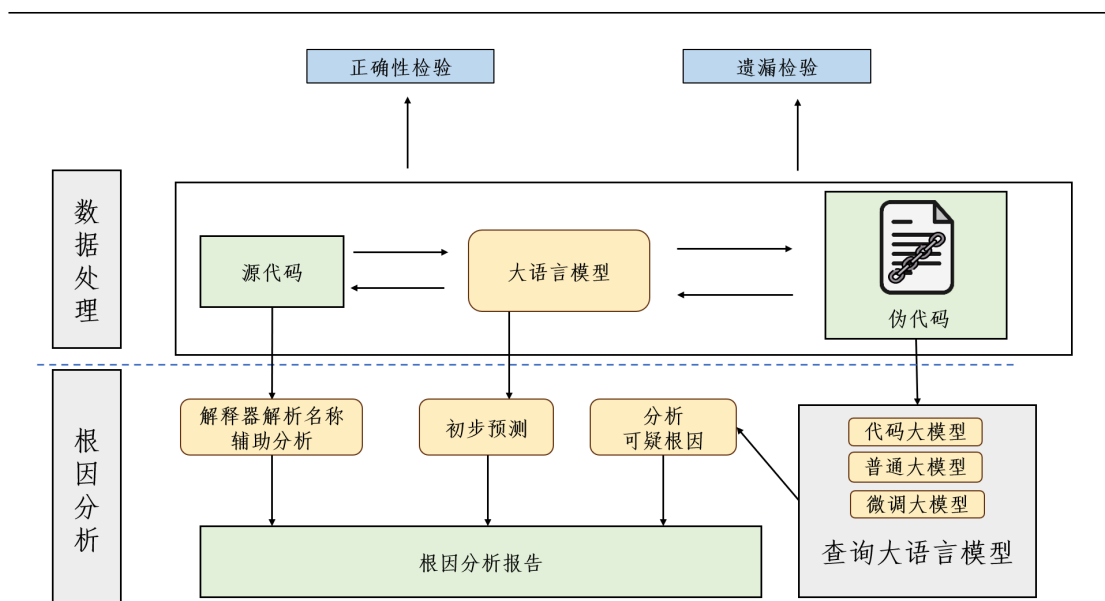 正确性检验
遗漏检验
数据处理
源代码
大语言模型
伪代码
根因分析
解释器解析名称
辅助分析
初步预测
分析
可疑根因
代码大模型
普通大模型
微调大模型
查询大语言模型
根因分析报告